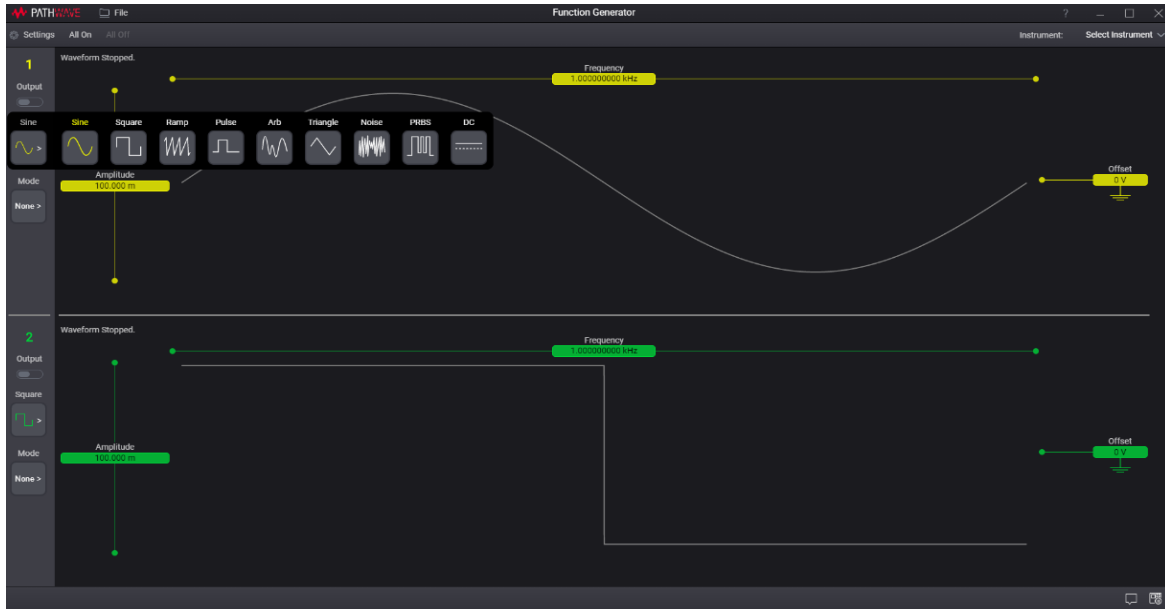 PATHWAVE File Function Generator ?
Settings All On All Off Instrument: Select Instrument
1 Waveform Stopped.
Frequency
1.000000000 kHz
Output
Sine Sine Square Ramp Pulse Arb Triangle Noise PRBS DC
Mode
Amplitude
100.000 m
Offset
0 V
None >
2 Waveform Stopped.
Frequency
1.000000000 kHz
Output
Square
Mode
Amplitude
100.000 m
Offset
0 V
None >